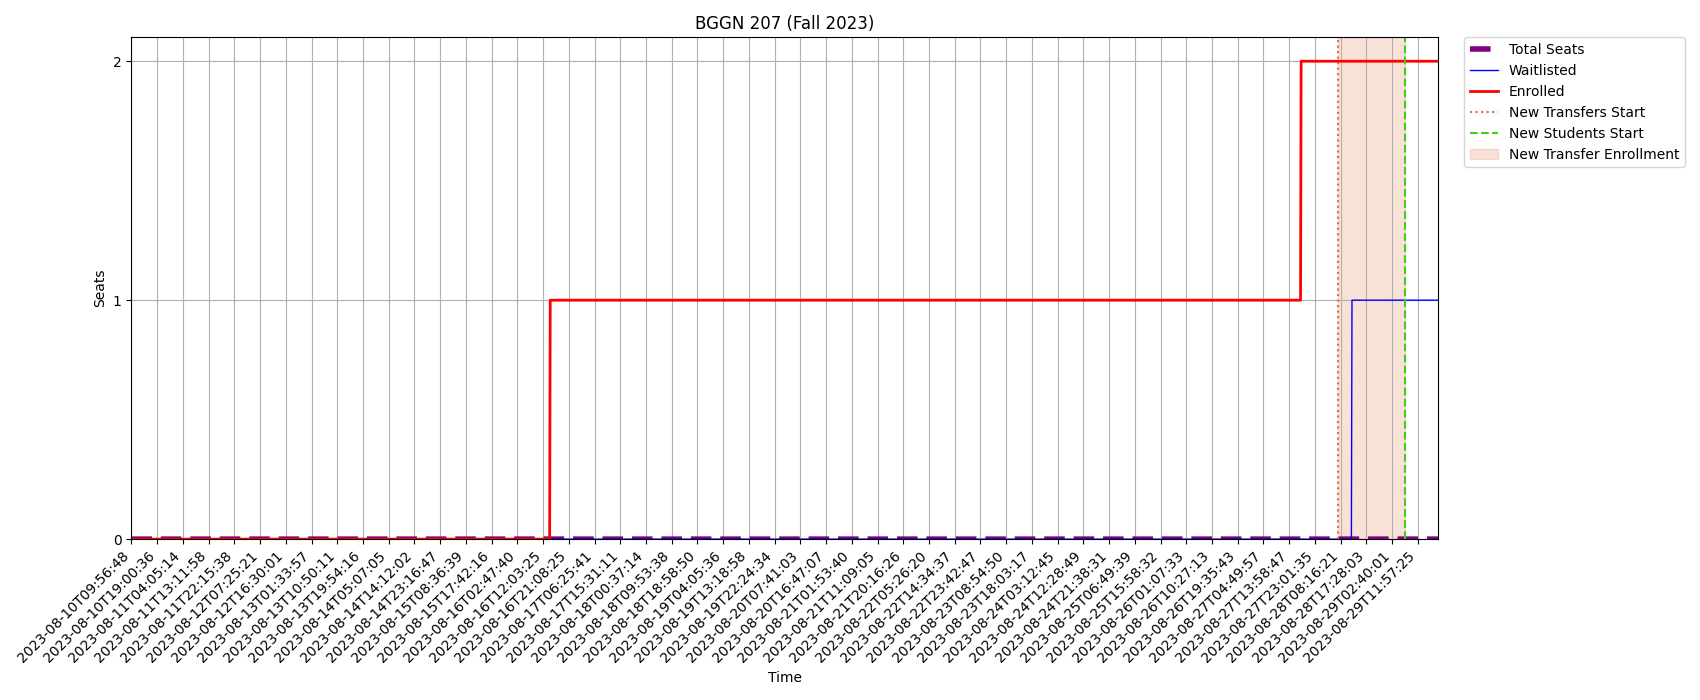 BGGN 207 (Fall 2023)
Total Seats
Waitlisted
Enrolled
New Transfers Start
New Students Start
New Transfer Enrollment
Seats
2
1
0
2023-08-10T09:56:48
2023-08-10T19:00:36
2023-08-11T04:05:14
2023-08-11T13:11:58
2023-08-11T22:15:38
2023-08-12T07:25:21
2023-08-12T16:30:01
2023-08-13T01:33:57
2023-08-13T10:50:11
2023-08-13T19:54:16
2023-08-14T05:07:05
2023-08-14T14:12:02
2023-08-14T23:16:47
2023-08-15T08:36:39
2023-08-15T17:42:16
2023-08-16T02:47:40
2023-08-16T12:03:25
2023-08-16T21:08:25
2023-08-17T06:25:41
2023-08-17T15:31:11
2023-08-18T00:37:14
2023-08-18T09:53:38
2023-08-18T18:58:50
2023-08-19T04:05:36
2023-08-19T13:18:58
2023-08-19T22:24:34
2023-08-20T07:41:03
2023-08-20T16:47:07
2023-08-21T01:53:40
2023-08-21T11:09:05
2023-08-21T20:16:26
2023-08-22T05:26:20
2023-08-22T14:34:37
2023-08-22T23:42:47
2023-08-23T08:54:50
2023-08-23T18:03:17
2023-08-24T03:12:45
2023-08-24T12:28:49
2023-08-24T21:38:31
2023-08-25T06:49:39
2023-08-25T15:58:32
2023-08-26T01:07:33
2023-08-26T10:27:13
2023-08-26T19:35:43
2023-08-27T04:49:57
2023-08-27T13:58:47
2023-08-27T23:01:35
2023-08-28T08:16:21
2023-08-28T17:28:03
2023-08-29T02:40:01
2023-08-29T11:57:25
Time